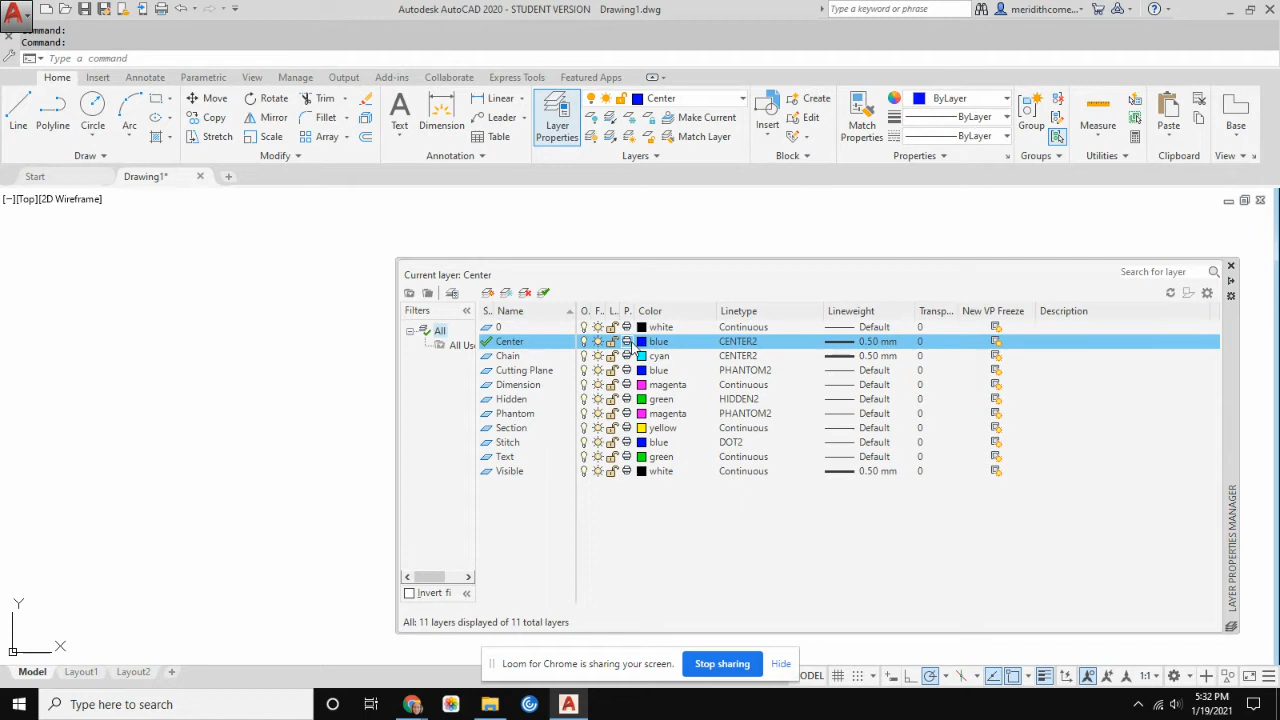 Autodesk AutoCAD 2020 - STUDENT VERSION Drawing1.dwg
Type a keyword or phrase
meridithcome...
Command:
Command:
Type a command
Home Insert Annotate Parametric View Manage Output Add-ins Collaborate Express Tools Featured Apps
Line Polyline Circle Arc
Move Rotate Trim
Copy Mirror Fillet
Stretch Scale Array
Text Dimension
Linear
Leader
Table
Layer Properties
Center
Make Current
Match Layer
Insert
Create
Edit
Match Properties
ByLayer
ByLayer
ByLayer
Group
Measure
Paste
Base
Draw Modify Annotation Layers Block Properties Groups Utilities Clipboard View
Start Drawing1*
[−][Top][2D Wireframe]
Current layer: Center
Search for layer
Filters
All
All Us
Invert fi
S.. Name O. F.. L.. P. Color Linetype Lineweight Transp... New VP Freeze Description
0 white Continuous Default 0
Center blue CENTER2 0.50 mm 0
Chain cyan CENTER2 0.50 mm 0
Cutting Plane blue PHANTOM2 Default 0
Dimension magenta Continuous Default 0
Hidden green HIDDEN2 Default 0
Phantom magenta PHANTOM2 Default 0
Section yellow Continuous Default 0
Stitch blue DOT2 Default 0
Text green Continuous Default 0
Visible white Continuous 0.50 mm 0
All: 11 layers displayed of 11 total layers
LAYER PROPERTIES MANAGER
Y
X
Loom for Chrome is sharing your screen. Stop sharing Hide
Model Layout1 Layout2
MODEL
1:1
Type here to search
5:32 PM
1/19/2021